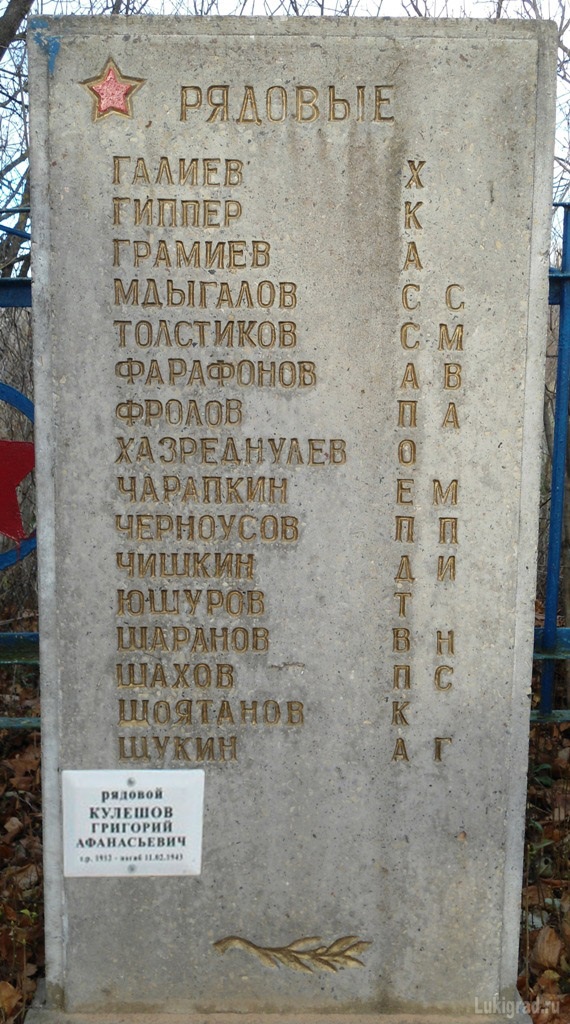 РЯДОВЫЕ
ГАЛИЕВ Х
ГИППЕР К
ГРАМИЕВ А
МДЫГАЛОВ С С
ТОЛСТИКОВ С М
ФАРАФОНОВ А В
ФРОЛОВ П А
ХАЗРЕДНУЛЕВ О
ЧАРАПКИН Е М
ЧЕРНОУСОВ П П
ЧИШКИН Д И
ЮШУРОВ Т
ШАРАНОВ В Н
ШАХОВ П С
ШОЯТАНОВ К
ЩУКИН А Г
рядовой
КУЛЕШОВ
ГРИГОРИЙ
АФАНАСЬЕВИЧ
г.р. 1912 - погиб 11.02.1943
Lukigrad.ru